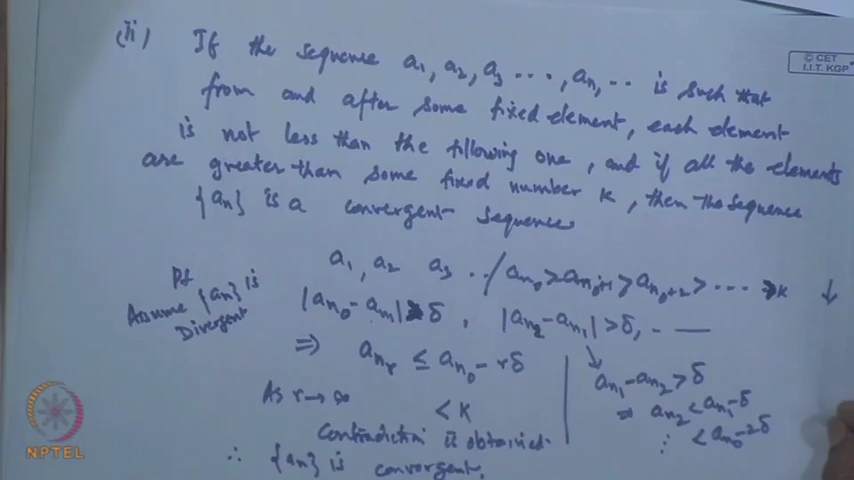 (ii) If the sequence a₁, a₂, a₃ ..., aₙ, .. is such that
© CET
I.I.T. KGP
from and after some fixed element, each element
is not less than the following one, and if all the elements
are greater than some fixed number K, then the sequence
{aₙ} is a convergent sequence.
Pf a₁, a₂ a₃ .. / aₙ₀ > aₙ₀₊₁ > aₙ₀₊₂ > ... > K ↓
Assume {aₙ} is
Divergent
|aₙ₀ - aₙ₁| > δ, |aₙ₂ - aₙ₁| > δ, . —
⇒ aₙᵣ ≤ aₙ₀ - rδ
aₙ₁ - aₙ₂ > δ
As r → ∞
< K
⇒ aₙ₂ < aₙ₁ - δ
∴ < aₙ₀ - 2δ
Contradiction is obtained.
∴ {aₙ} is convergent.
NPTEL